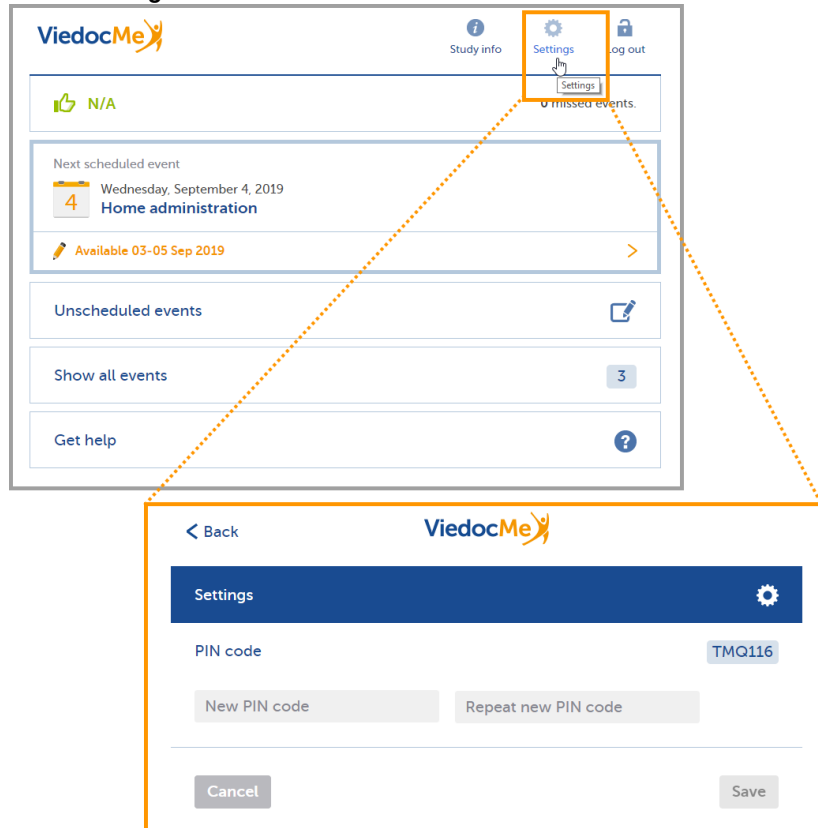 ViedocMe
Study info
Settings
Log out
Settings
N/A
0 missed events.
Next scheduled event
4
Wednesday, September 4, 2019
Home administration
Available 03-05 Sep 2019
Unscheduled events
Show all events
3
Get help
Back
ViedocMe
Settings
PIN code
TMQ116
New PIN code
Repeat new PIN code
Cancel
Save